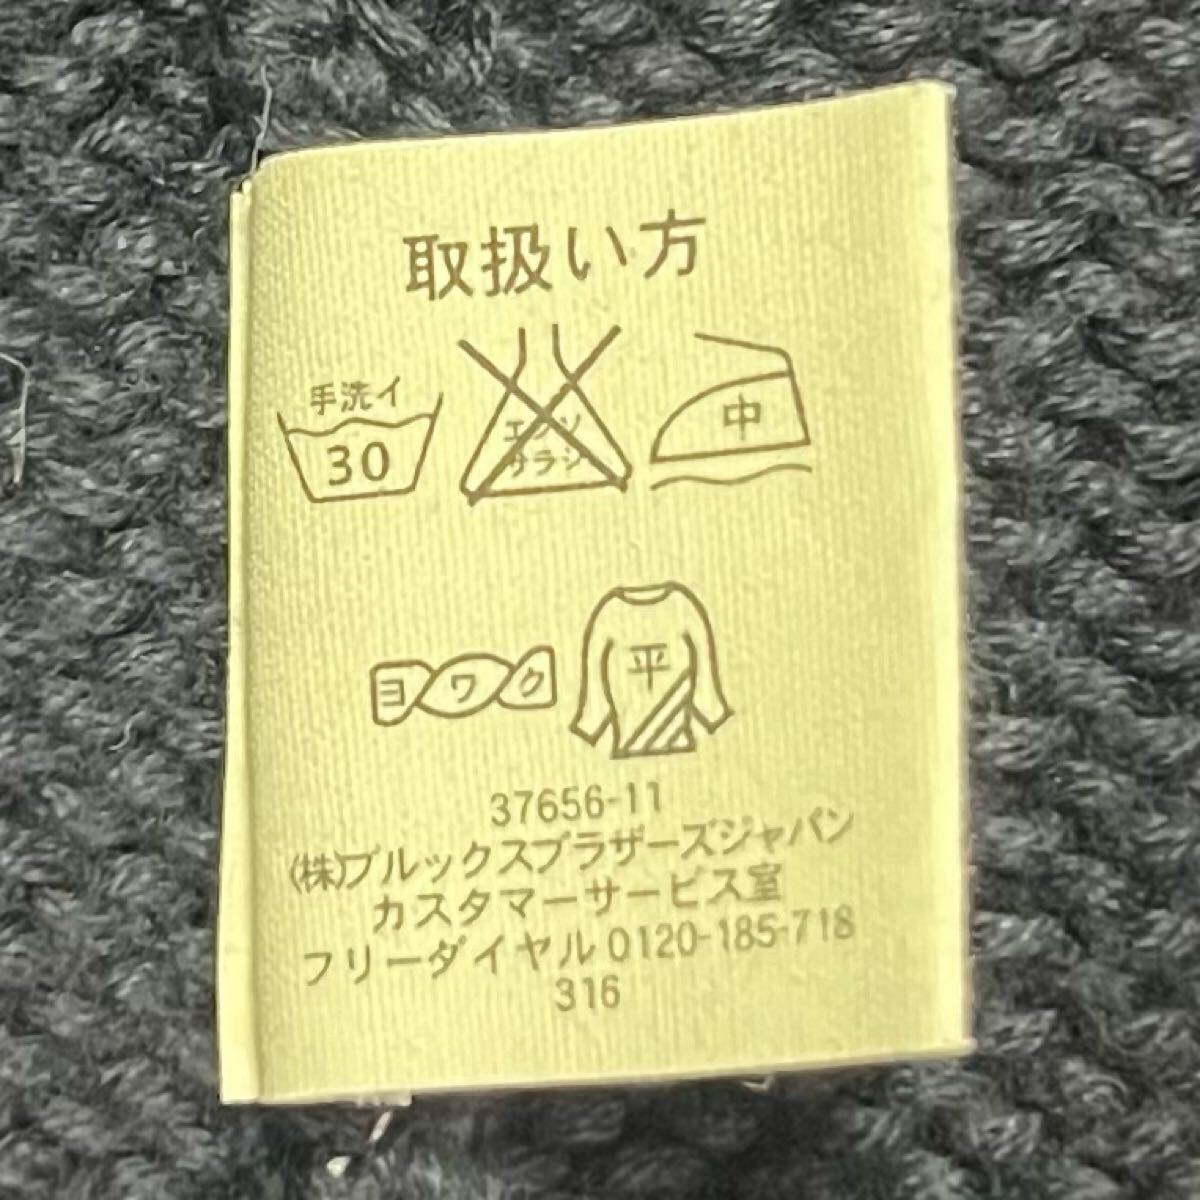 取扱い方
手洗イ
30
エンソ
サラシ
中
ヨワク
平
37656-11
(株)ブルックスブラザーズジャパン
カスタマーサービス室
フリーダイヤル 0120-185-718
316